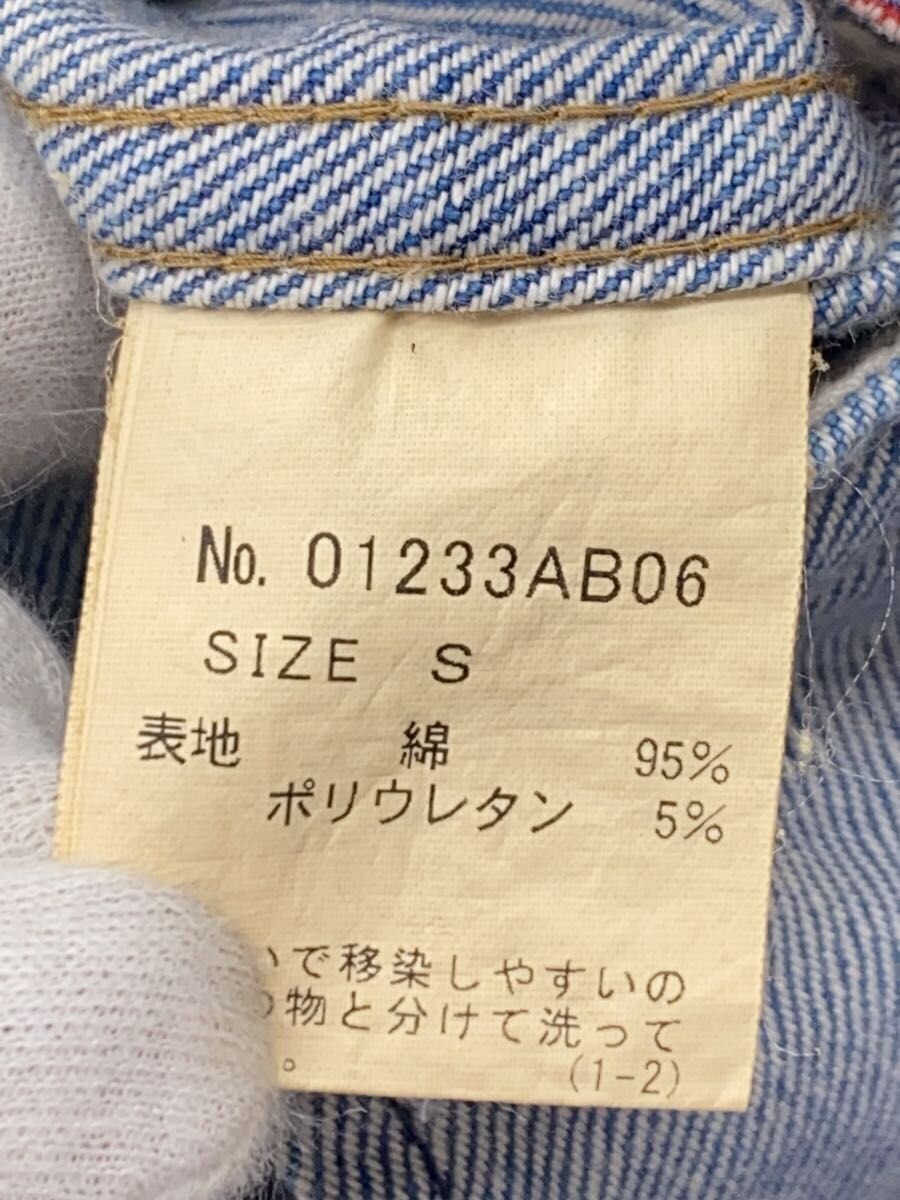 No. 01233AB06
SIZE S
表地 綿 95%
ポリウレタン 5%
いで移染しやすいの
物と分けて洗って
。 (1-2)